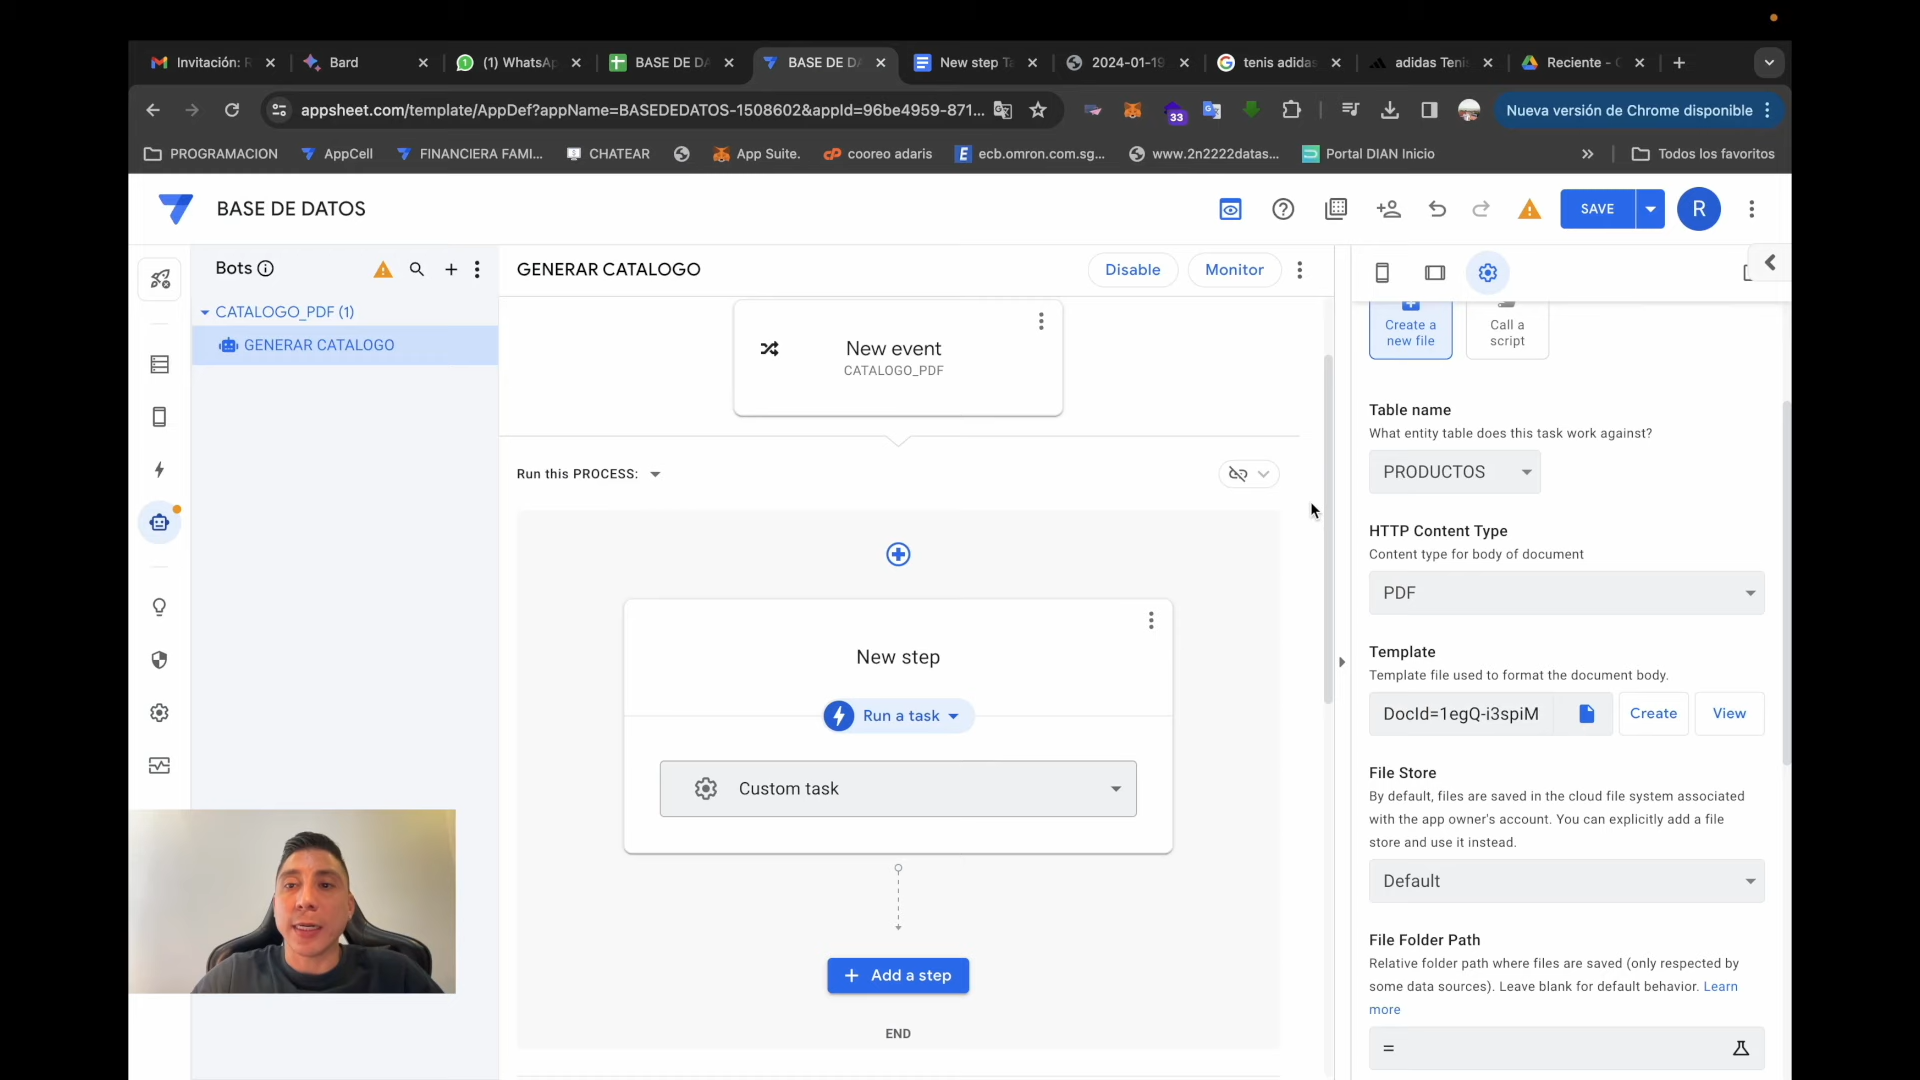 Invitación: R
Bard
(1) WhatsAp
BASE DE DA
BASE DE DA
New step Ta
2024-01-19
tenis adidas
adidas Teni
Reciente - G
appsheet.com/template/AppDef?appName=BASEDEDATOS-1508602&appId=96be4959-871...
33
Nueva versión de Chrome disponible
PROGRAMACION
AppCell
FINANCIERA FAMI...
CHATEAR
App Suite.
cooreo adaris
ecb.omron.com.sg...
www.2n2222datas...
Portal DIAN Inicio
Todos los favoritos
BASE DE DATOS
SAVE
R
Bots
CATALOGO_PDF (1)
GENERAR CATALOGO
GENERAR CATALOGO
Disable
Monitor
New event
CATALOGO_PDF
Run this PROCESS:
New step
Run a task
Custom task
+ Add a step
END
Create a
new file
Call a
script
Table name
What entity table does this task work against?
PRODUCTOS
HTTP Content Type
Content type for body of document
PDF
Template
Template file used to format the document body.
DocId=1egQ-i3spiM
Create
View
File Store
By default, files are saved in the cloud file system associated
with the app owner's account. You can explicitly add a file
store and use it instead.
Default
File Folder Path
Relative folder path where files are saved (only respected by
some data sources). Leave blank for default behavior. Learn
more
=